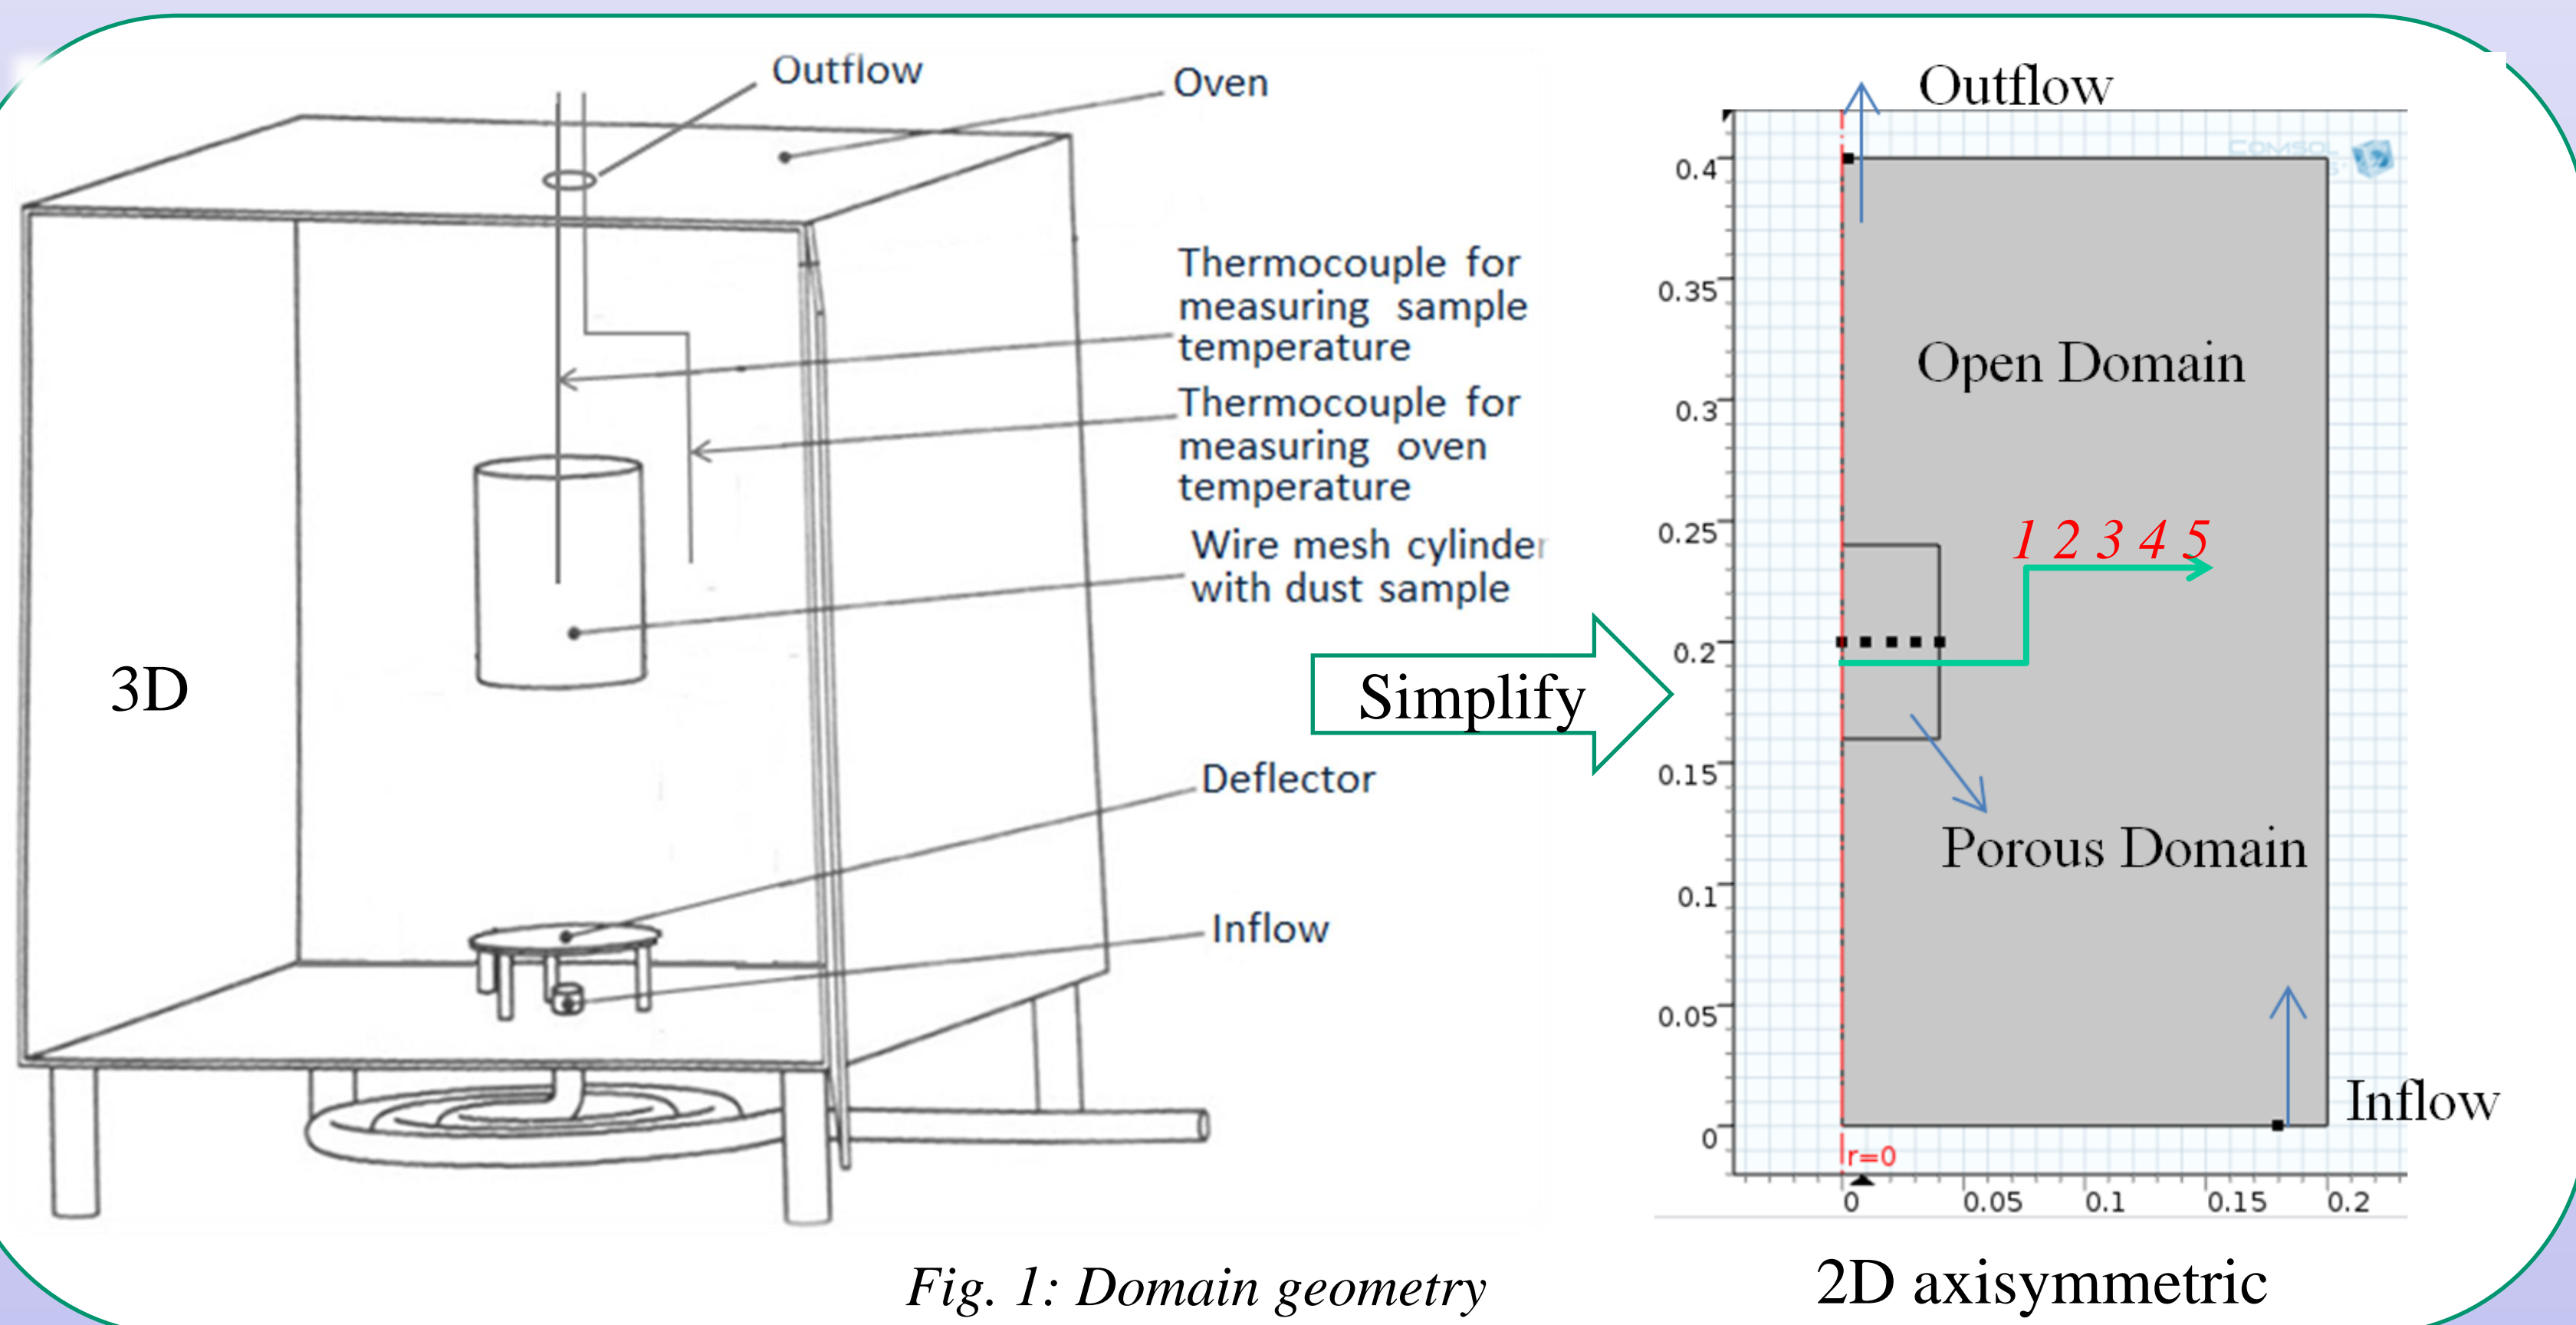 Outflow
Oven
Thermocouple for
measuring sample
temperature
Thermocouple for
measuring oven
temperature
Wire mesh cylinder
with dust sample
3D
Deflector
Inflow
Simplify
Outflow
COMSOL
0.4
0.35
Open Domain
0.3
0.25
1 2 3 4 5
0.2
0.15
Porous Domain
0.1
0.05
Inflow
0
r=0
0 0.05 0.1 0.15 0.2
Fig. 1: Domain geometry
2D axisymmetric